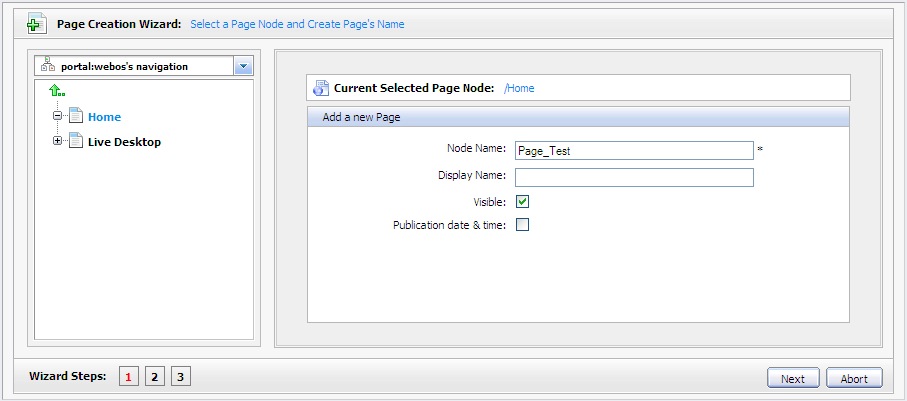 Page Creation Wizard: Select a Page Node and Create Page's Name
portal:webos's navigation
Home
Live Desktop
Current Selected Page Node: /Home
Add a new Page
Node Name: Page_Test *
Display Name:
Visible:
Publication date & time:
Wizard Steps: 1 2 3
Next Abort